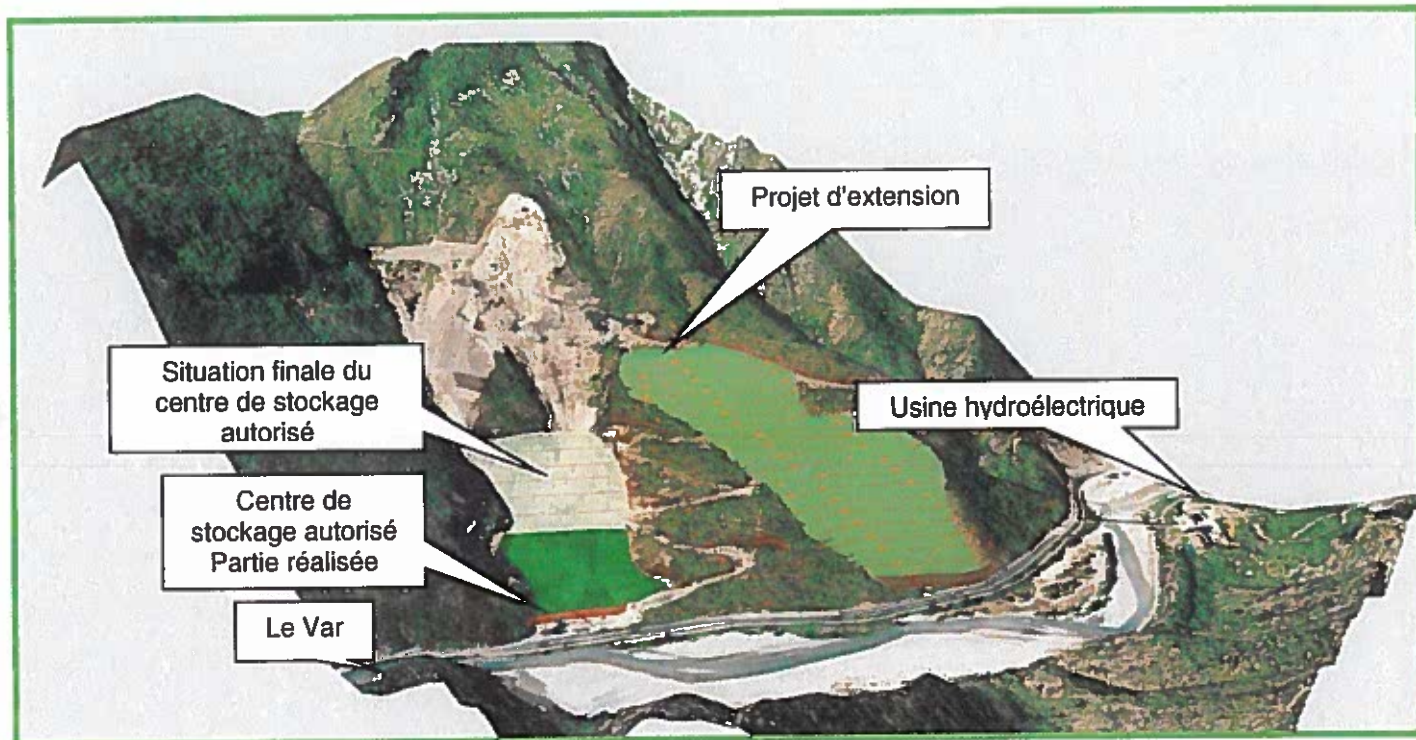 Projet d'extension
Situation finale du
centre de stockage
autorisé
Usine hydroélectrique
Centre de
stockage autorisé
Partie réalisée
Le Var